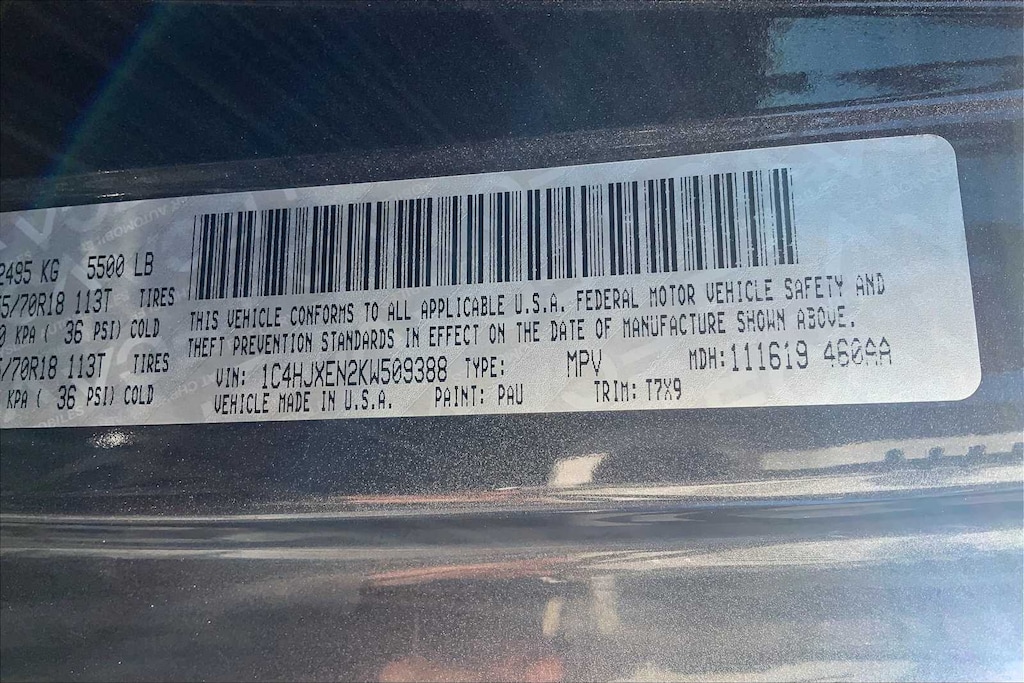 2495 KG 5500 LB
5/70R18 113T TIRES
0 KPA ( 36 PSI) COLD
5/70R18 113T TIRES
KPA ( 36 PSI) COLD
THIS VEHICLE CONFORMS TO ALL APPLICABLE U.S.A. FEDERAL MOTOR VEHICLE SAFETY AND
THEFT PREVENTION STANDARDS IN EFFECT ON THE DATE OF MANUFACTURE SHOWN ABOVE.
VIN: 1C4HJXEN2KW509388 TYPE: MPV MDH: 111619 460AA
VEHICLE MADE IN U.S.A. PAINT: PAU TRIM: T7X9